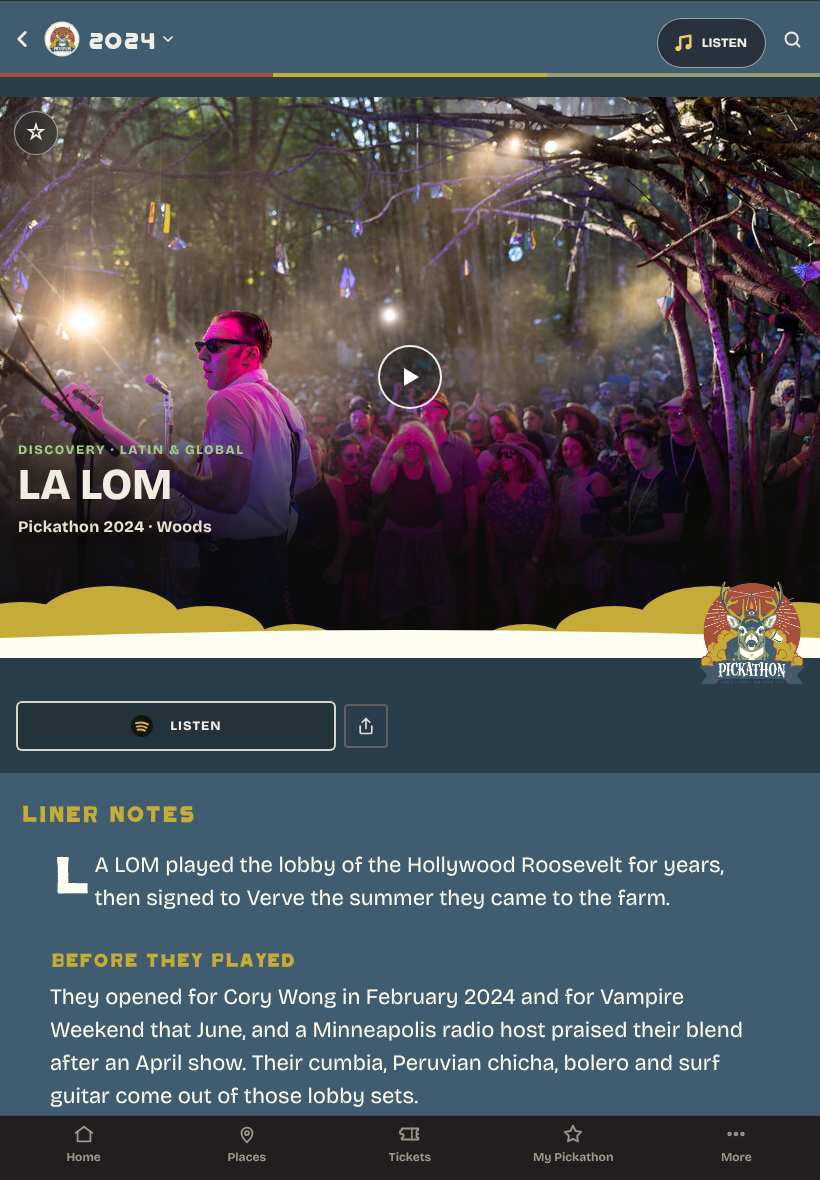 2024
LISTEN
DISCOVERY · LATIN & GLOBAL
LA LOM
Pickathon 2024 · Woods
PICKATHON
LISTEN
LINER NOTES
LA LOM played the lobby of the Hollywood Roosevelt for years,
then signed to Verve the summer they came to the farm.
BEFORE THEY PLAYED
They opened for Cory Wong in February 2024 and for Vampire
Weekend that June, and a Minneapolis radio host praised their blend
after an April show. Their cumbia, Peruvian chicha, bolero and surf
guitar come out of those lobby sets.
Home
Places
Tickets
My Pickathon
More